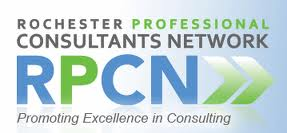 ROCHESTER PROFESSIONAL
CONSULTANTS NETWORK
RPCN
Promoting Excellence in Consulting